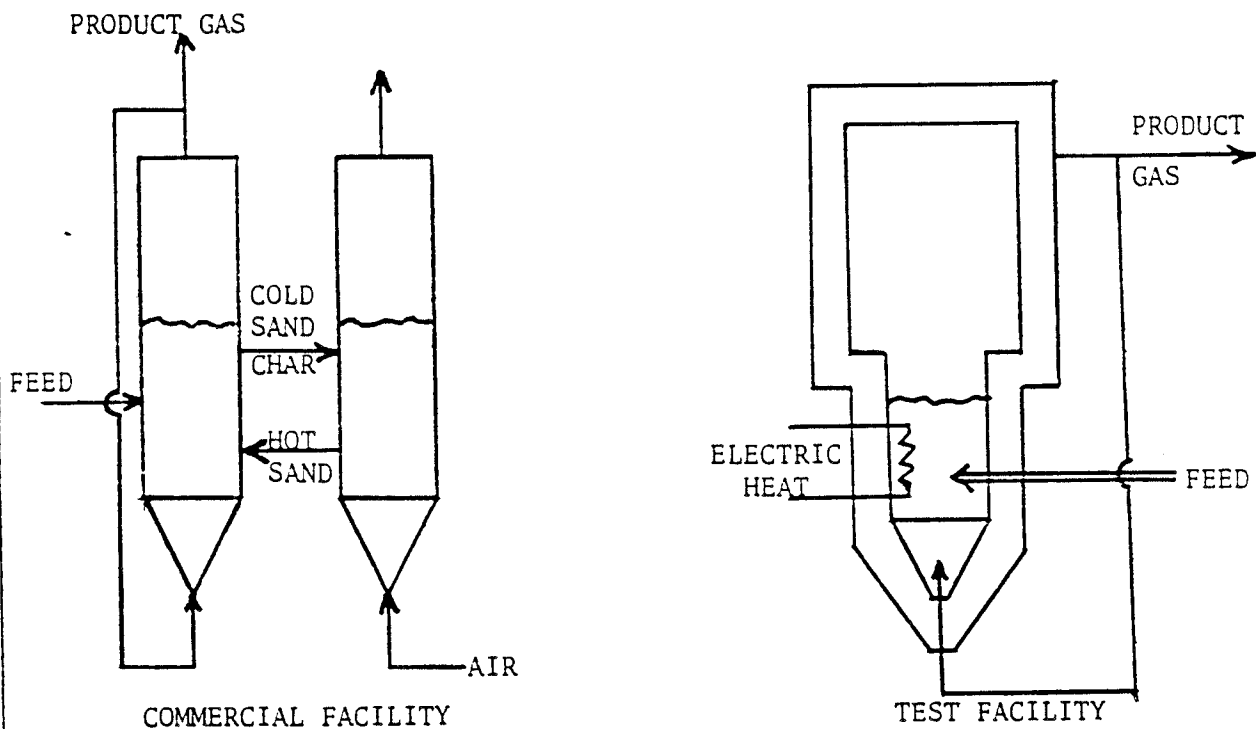 PRODUCT GAS
COLD
SAND
CHAR
FEED
HOT
SAND
AIR
COMMERCIAL FACILITY
PRODUCT
GAS
ELECTRIC
HEAT
FEED
TEST FACILITY